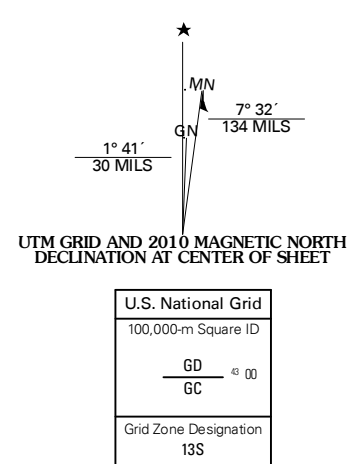 MN
7° 32´
134 MILS
GN
1° 41´
30 MILS
UTM GRID AND 2010 MAGNETIC NORTH
DECLINATION AT CENTER OF SHEET
U.S. National Grid
100,000-m Square ID
GD
43 00
GC
Grid Zone Designation
13S